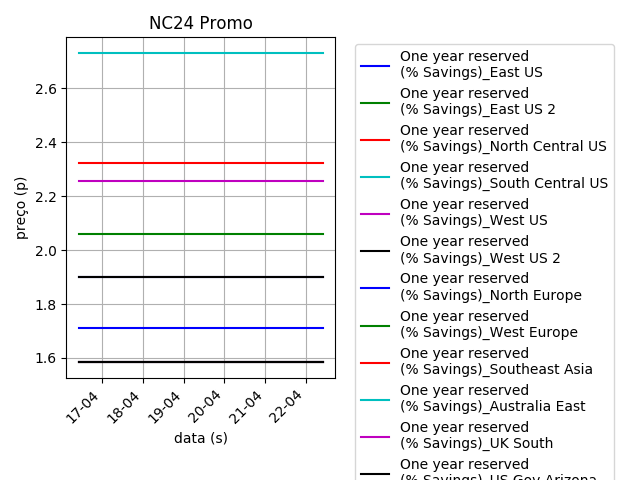 NC24 Promo
2.6
2.4
2.2
2.0
1.8
1.6
preço (p)
17-04
18-04
19-04
20-04
21-04
22-04
data (s)
One year reserved
(% Savings)_East US
One year reserved
(% Savings)_East US 2
One year reserved
(% Savings)_North Central US
One year reserved
(% Savings)_South Central US
One year reserved
(% Savings)_West US
One year reserved
(% Savings)_West US 2
One year reserved
(% Savings)_North Europe
One year reserved
(% Savings)_West Europe
One year reserved
(% Savings)_Southeast Asia
One year reserved
(% Savings)_Australia East
One year reserved
(% Savings)_UK South
One year reserved
(% Savings)_US Gov Arizona